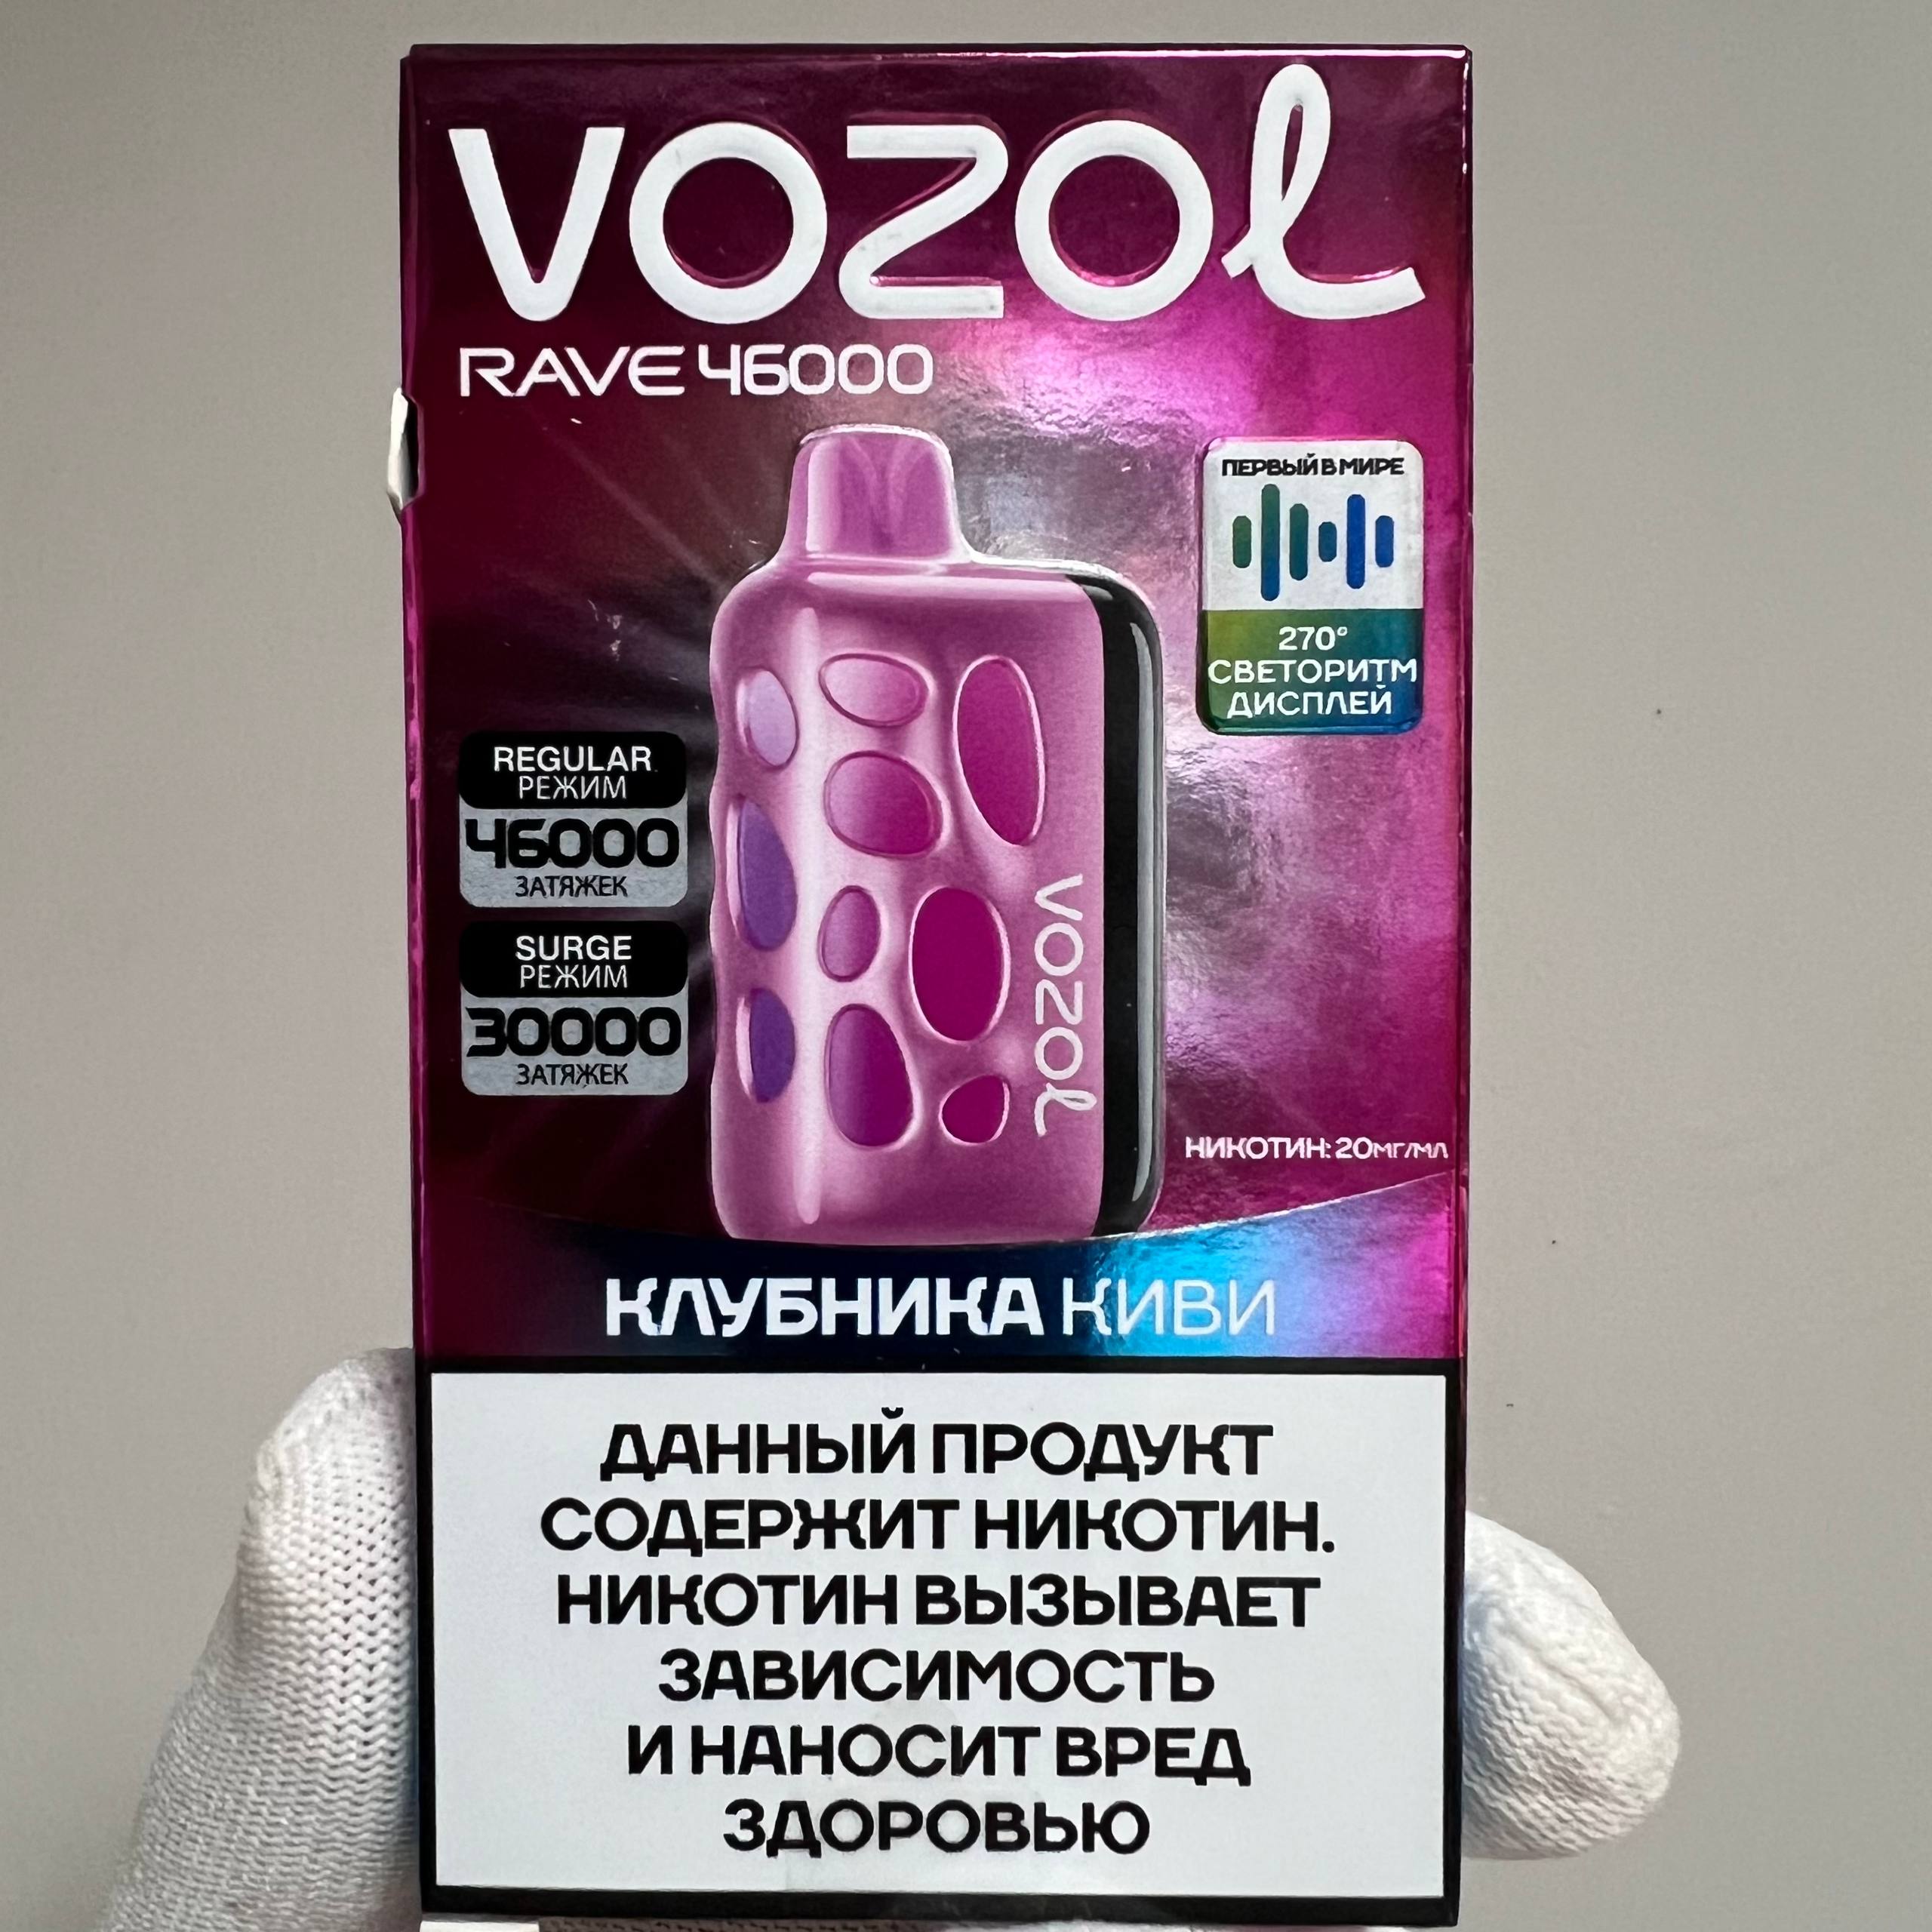 VOZOL
RAVE 46000
ПЕРВЫЙ В МИРЕ
270°
СВЕТОРИТМ
ДИСПЛЕЙ
REGULAR
РЕЖИМ
46000
ЗАТЯЖЕК
SURGE
РЕЖИМ
30000
ЗАТЯЖЕК
VOZOL
НИКОТИН: 20мг/мл
КЛУБНИКА КИВИ
ДАННЫЙ ПРОДУКТ
СОДЕРЖИТ НИКОТИН.
НИКОТИН ВЫЗЫВАЕТ
ЗАВИСИМОСТЬ
И НАНОСИТ ВРЕД
ЗДОРОВЬЮ